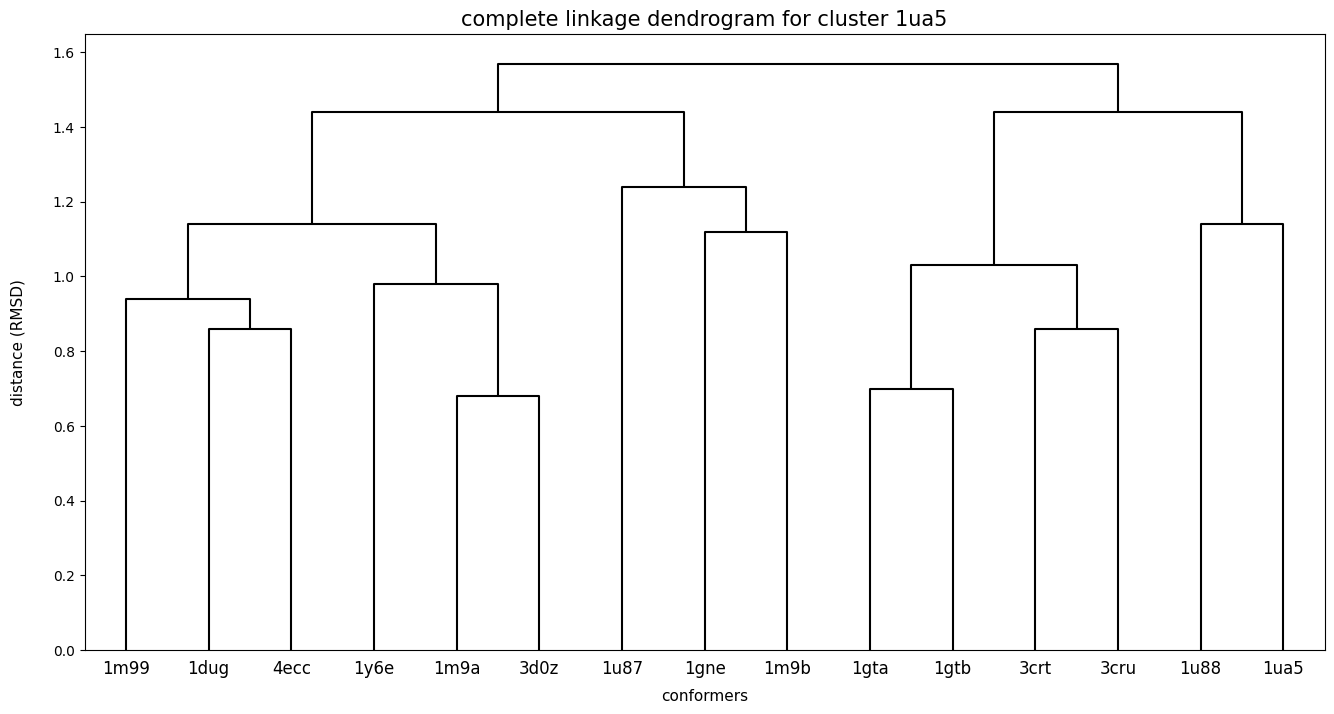 complete linkage dendrogram for cluster 1ua5
distance (RMSD)
1.6
1.4
1.2
1.0
0.8
0.6
0.4
0.2
0.0
1m99 1dug 4ecc 1y6e 1m9a 3d0z 1u87 1gne 1m9b 1gta 1gtb 3crt 3cru 1u88 1ua5
conformers